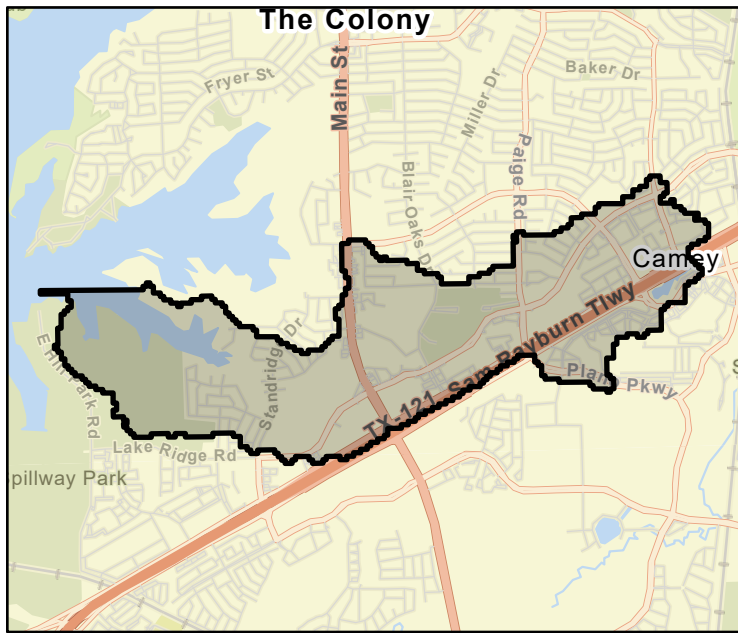 The Colony
Fryer St
Main St
Miller Dr
Baker Dr
Paige Rd
Blair Oaks Dr
Camey
TX-121 Sam Rayburn Tlwy
Standridge Dr
E Hill Park Rd
Plano Pkwy
Lake Ridge Rd
Spillway Park